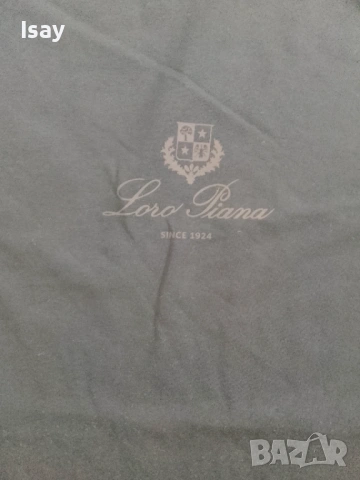 Isay
Loro Piana
SINCE 1924
BAZAR